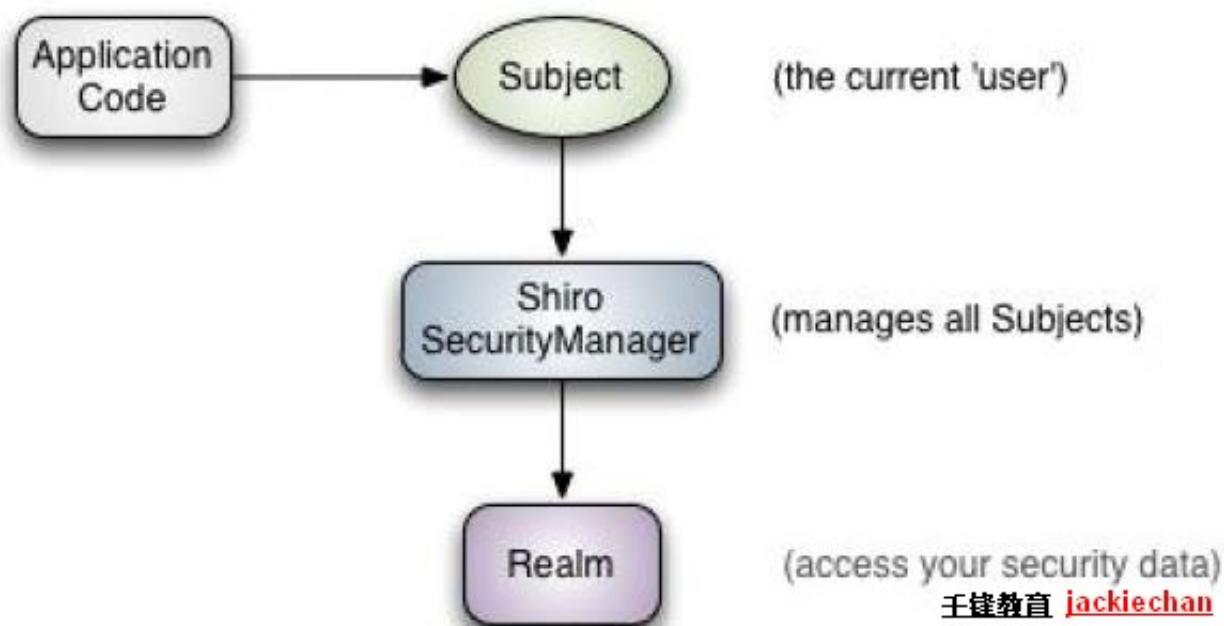 Application
Code
Subject
(the current 'user')
Shiro
SecurityManager
(manages all Subjects)
Realm
(access your security data)
千锋教育 jackiechan